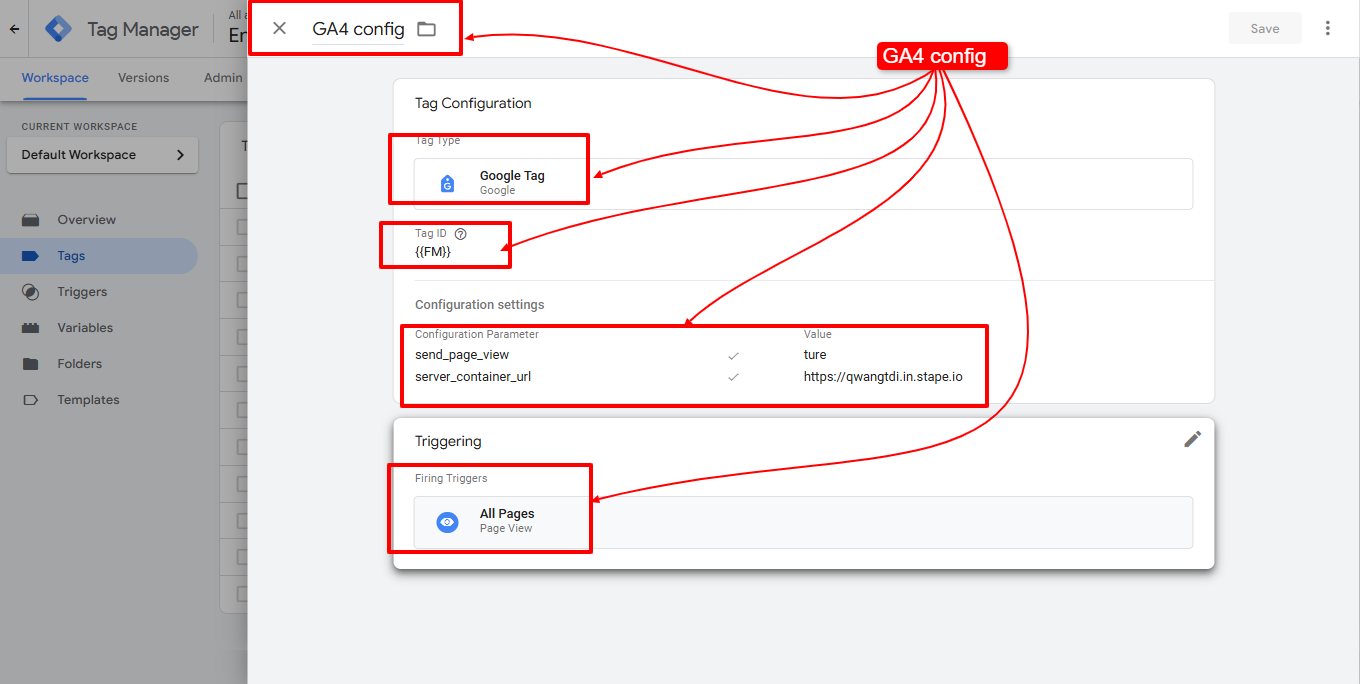 Tag Manager
All a
En
GA4 config
Save
GA4 config
Workspace
Versions
Admin
CURRENT WORKSPACE
Default Workspace
Overview
Tags
Triggers
Variables
Folders
Templates
T
Tag Configuration
Tag Type
Google Tag
Google
Tag ID
{{FM}}
Configuration settings
Configuration Parameter Value
send_page_view ture
server_container_url https://qwangtdi.in.stape.io
Triggering
Firing Triggers
All Pages
Page View